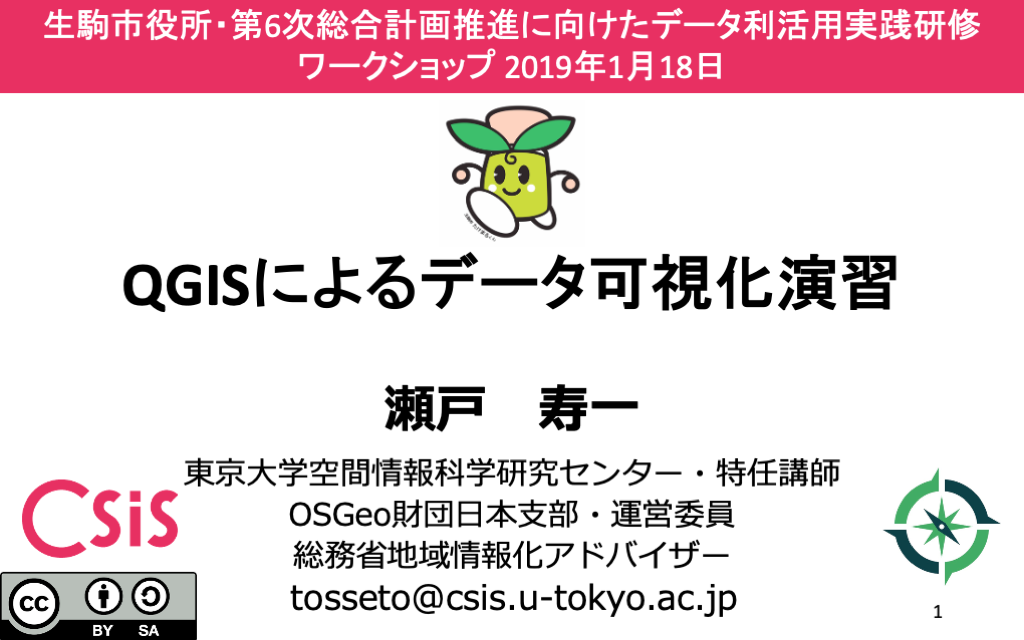 生駒市役所・第6次総合計画推進に向けたデータ利活用実践研修
ワークショップ 2019年1月18日
QGISによるデータ可視化演習
瀬戸 寿一
東京大学空間情報科学研究センター・特任講師
OSGeo財団日本支部・運営委員
総務省地域情報化アドバイザー
tosseto@csis.u-tokyo.ac.jp
CSiS
cc
BY SA
1